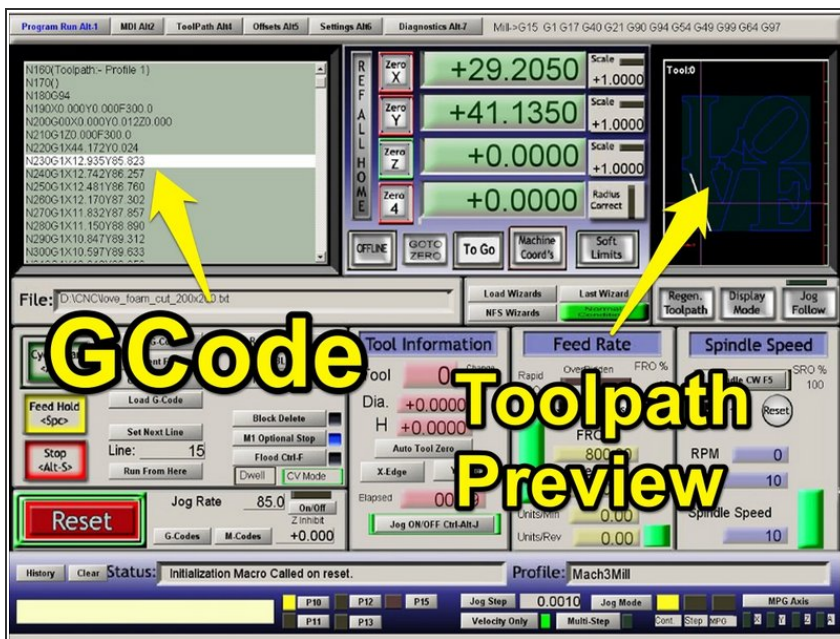 Program Run Alt-1 MDI Alt2 ToolPath Alt4 Offsets Alt5 Settings Alt6 Diagnostics Alt-7 Mill->G15 G1 G17 G40 G21 G90 G94 G54 G49 G99 G64 G97
N160(Toolpath:- Profile 1)
N170()
N180G94
N190X0.000Y0.000F300.0
N200G00X0.000Y0.012Z0.000
N210G1Z0.000F300.0
N220G1X44.172Y0.024
N230G1X12.935Y85.823
N240G1X12.742Y86.257
N250G1X12.481Y86.760
N260G1X12.170Y87.302
N270G1X11.832Y87.857
N280G1X11.150Y88.890
N290G1X10.847Y89.312
N300G1X10.597Y89.633
REF ALL HOME
Zero X +29.2050 Scale +1.0000
Zero Y +41.1350 Scale +1.0000
Zero Z +0.0000 Scale +1.0000
Zero 4 +0.0000 Radius Correct
OFFLINE GOTO ZERO To Go Machine Coord's Soft Limits
Tool:0
File: D:\CNC\love_foam_cut_200x200.txt
Load Wizards Last Wizard
NFS Wizards Normal Condition
Regen. Toolpath Display Mode Jog Follow
GCode
Toolpath
Preview
Feed Hold <Spc>
Stop <Alt-S>
Load G-Code
Set Next Line
Line: 15
Run From Here
Block Delete
M1 Optional Stop
Flood Ctrl-F
Dwell CV Mode
Reset
Jog Rate 85.0 On/Off
Z Inhibit
G-Codes M-Codes +0.000
Tool Information
Tool 0
Dia. +0.0000
H +0.0000
Auto Tool Zero
X.Edge
Elapsed
Jog ON/OFF Ctrl-Alt-J
Feed Rate
FRO %
Rapid
FRO
Units/Min 0.00
Units/Rev 0.00
Spindle Speed
CW F5 SRO % 100
Reset
RPM 0
10
Spindle Speed
10
History Clear Status: Initialization Macro Called on reset. Profile: Mach3Mill
P10 P12 P15 Jog Step 0.0010 Jog Mode MPG Axis
P11 P13 Velocity Only Multi-Step Cont. Step MPG X Y Z A